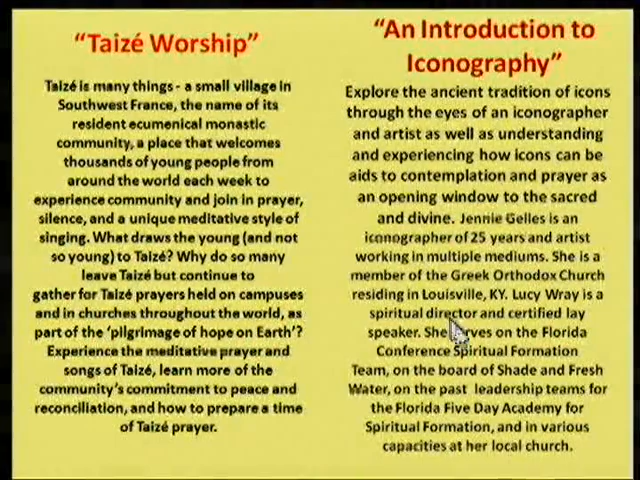 "Taizé Worship"
Taizé is many things - a small village in
Southwest France, the name of its
resident ecumenical monastic
community, a place that welcomes
thousands of young people from
around the world each week to
experience community and join in prayer,
silence, and a unique meditative style of
singing. What draws the young (and not
so young) to Taizé? Why do so many
leave Taizé but continue to
gather for Taizé prayers held on campuses
and in churches throughout the world, as
part of the 'pilgrimage of hope on Earth'?
Experience the meditative prayer and
songs of Taizé, learn more of the
community's commitment to peace and
reconciliation, and how to prepare a time
of Taizé prayer.
"An Introduction to
Iconography"
Explore the ancient tradition of icons
through the eyes of an iconographer
and artist as well as understanding
and experiencing how icons can be
aids to contemplation and prayer as
an opening window to the sacred
and divine. Jennie Gelles is an
iconographer of 25 years and artist
working in multiple mediums. She is a
member of the Greek Orthodox Church
residing in Louisville, KY. Lucy Wray is a
spiritual director and certified lay
speaker. She serves on the Florida
Conference Spiritual Formation
Team, on the board of Shade and Fresh
Water, on the past leadership teams for
the Florida Five Day Academy for
Spiritual Formation, and in various
capacities at her local church.